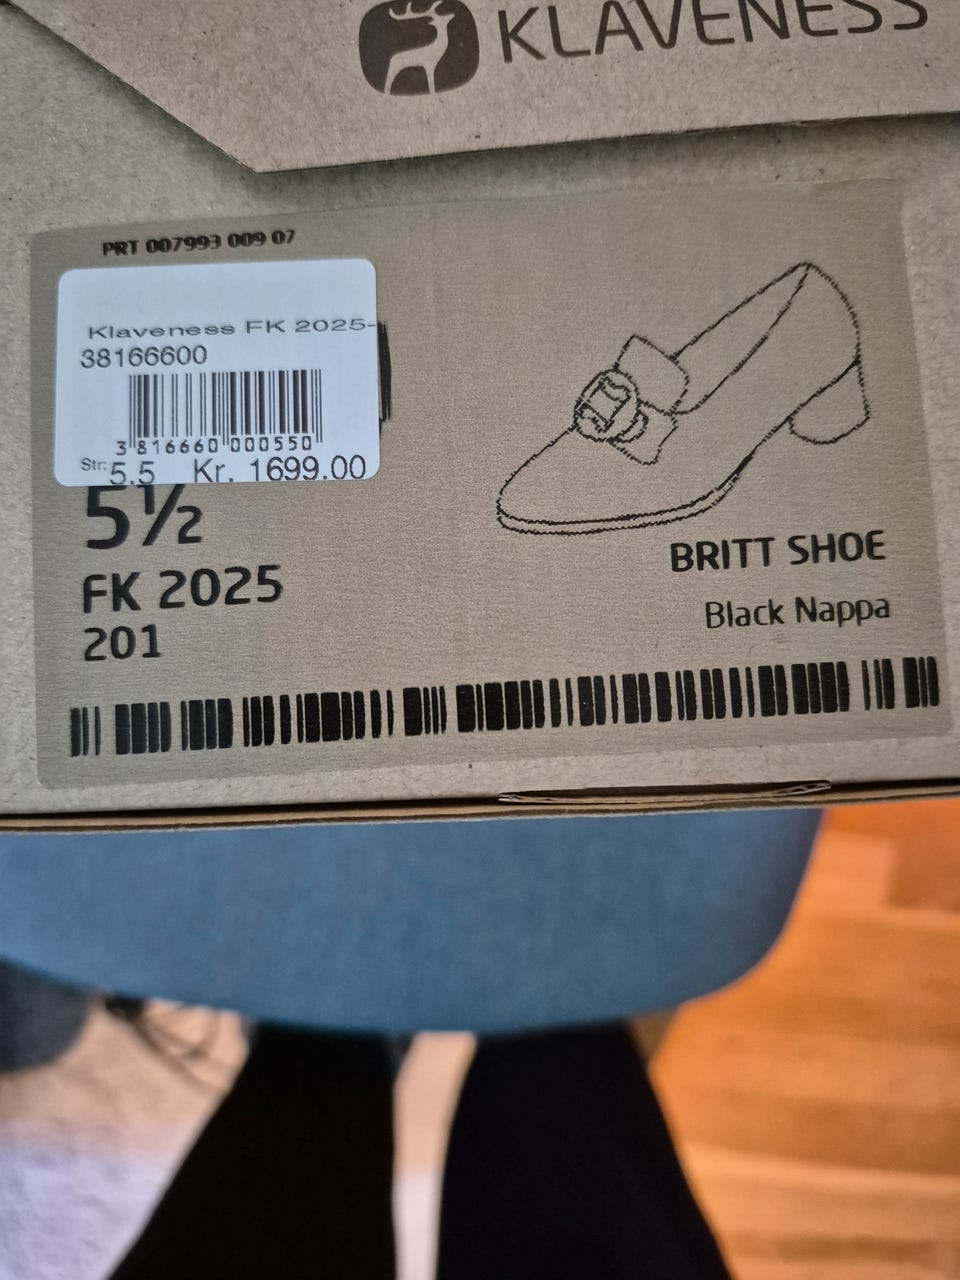 KLAVENESS
PRT 007993 009 07
Klaveness FK 2025-
38166600
3 816660 000550
Str: 5.5 Kr. 1699.00
5½
FK 2025
201
BRITT SHOE
Black Nappa